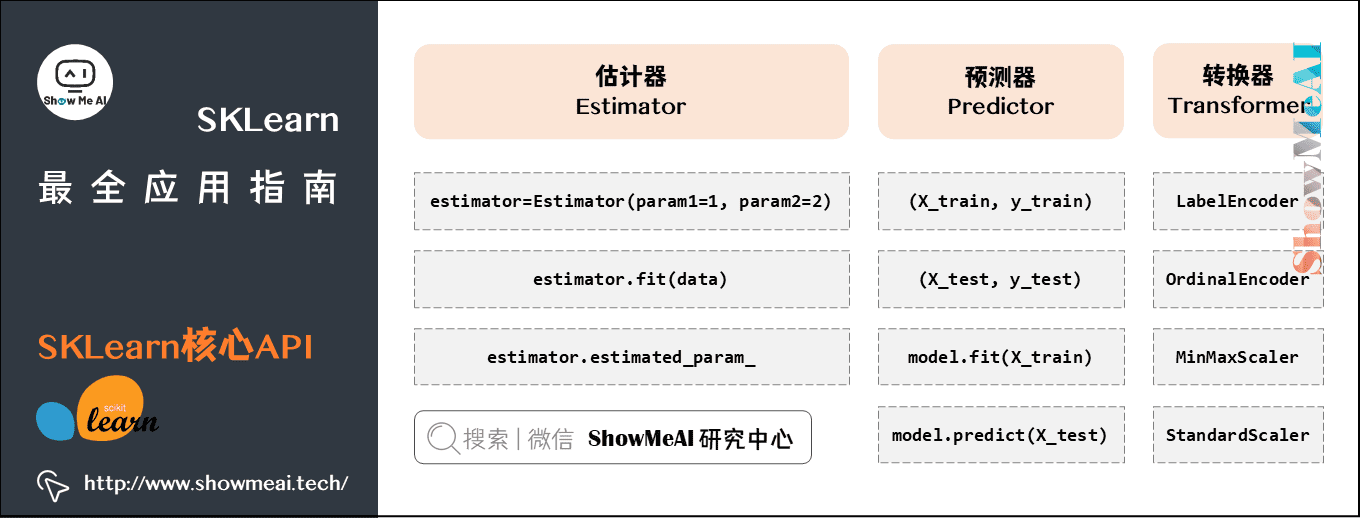 Show Me AI
SKLearn
最全应用指南
SKLearn核心API
scikit
learn
http://www.showmeai.tech/
估计器
Estimator
estimator=Estimator(param1=1, param2=2)
estimator.fit(data)
estimator.estimated_param_
搜索 | 微信 ShowMeAI 研究中心
预测器
Predictor
(X_train, y_train)
(X_test, y_test)
model.fit(X_train)
model.predict(X_test)
转换器
Transformer
LabelEncoder
OrdinalEncoder
MinMaxScaler
StandardScaler
ShowMeAI